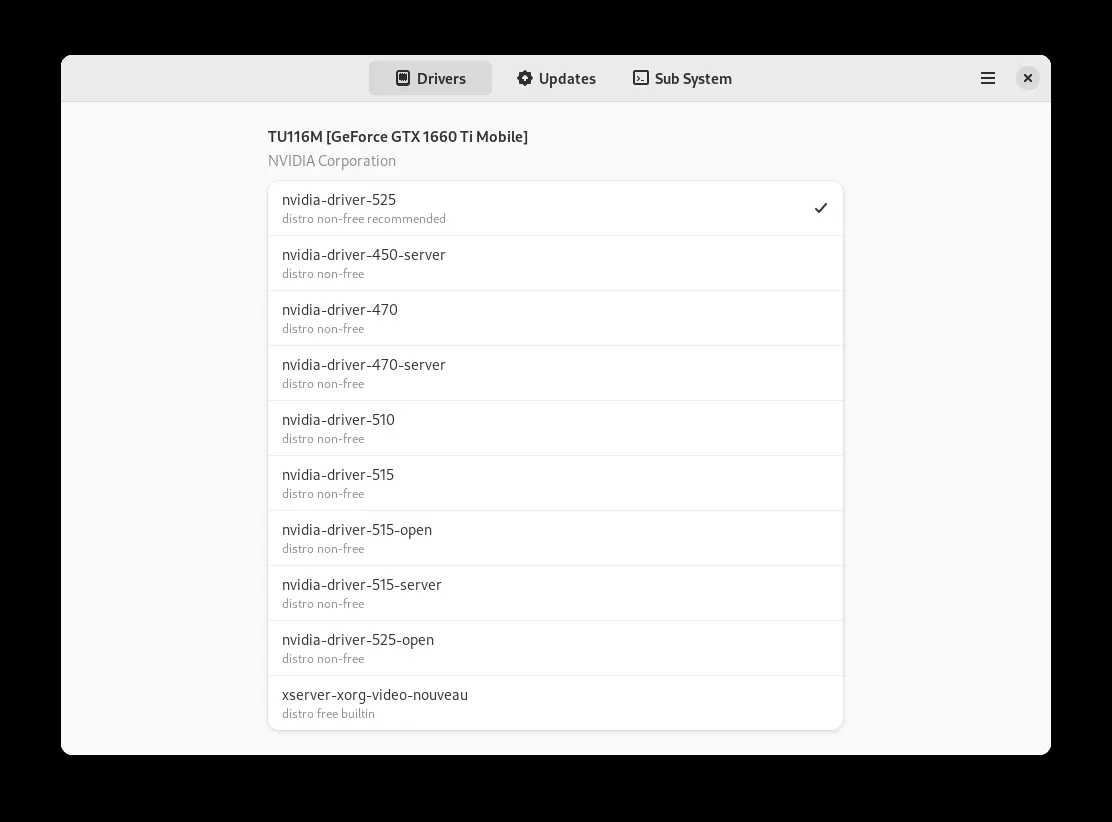 Drivers
Updates
Sub System
TU116M [GeForce GTX 1660 Ti Mobile]
NVIDIA Corporation
nvidia-driver-525
distro non-free recommended
nvidia-driver-450-server
distro non-free
nvidia-driver-470
distro non-free
nvidia-driver-470-server
distro non-free
nvidia-driver-510
distro non-free
nvidia-driver-515
distro non-free
nvidia-driver-515-open
distro non-free
nvidia-driver-515-server
distro non-free
nvidia-driver-525-open
distro non-free
xserver-xorg-video-nouveau
distro free builtin